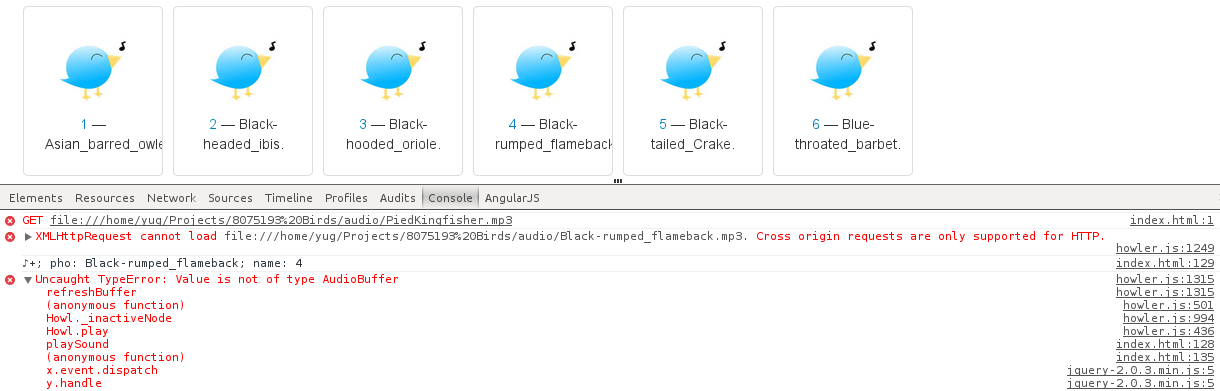 1 — Asian_barred_owle
2 — Black-headed_ibis.
3 — Black-hooded_oriole.
4 — Black-rumped_flameback
5 — Black-tailed_Crake.
6 — Blue-throated_barbet.
Elements Resources Network Sources Timeline Profiles Audits Console AngularJS
GET file:///home/yug/Projects/8075193%20Birds/audio/PiedKingfisher.mp3 index.html:1
XMLHttpRequest cannot load file:///home/yug/Projects/8075193%20Birds/audio/Black-rumped_flameback.mp3. Cross origin requests are only supported for HTTP.
howler.js:1249
♪+; pho: Black-rumped_flameback; name: 4 index.html:129
Uncaught TypeError: Value is not of type AudioBuffer howler.js:1315
refreshBuffer howler.js:1315
(anonymous function) howler.js:501
Howl._inactiveNode howler.js:994
Howl.play howler.js:436
playSound index.html:128
(anonymous function) index.html:135
x.event.dispatch jquery-2.0.3.min.js:5
y.handle jquery-2.0.3.min.js:5